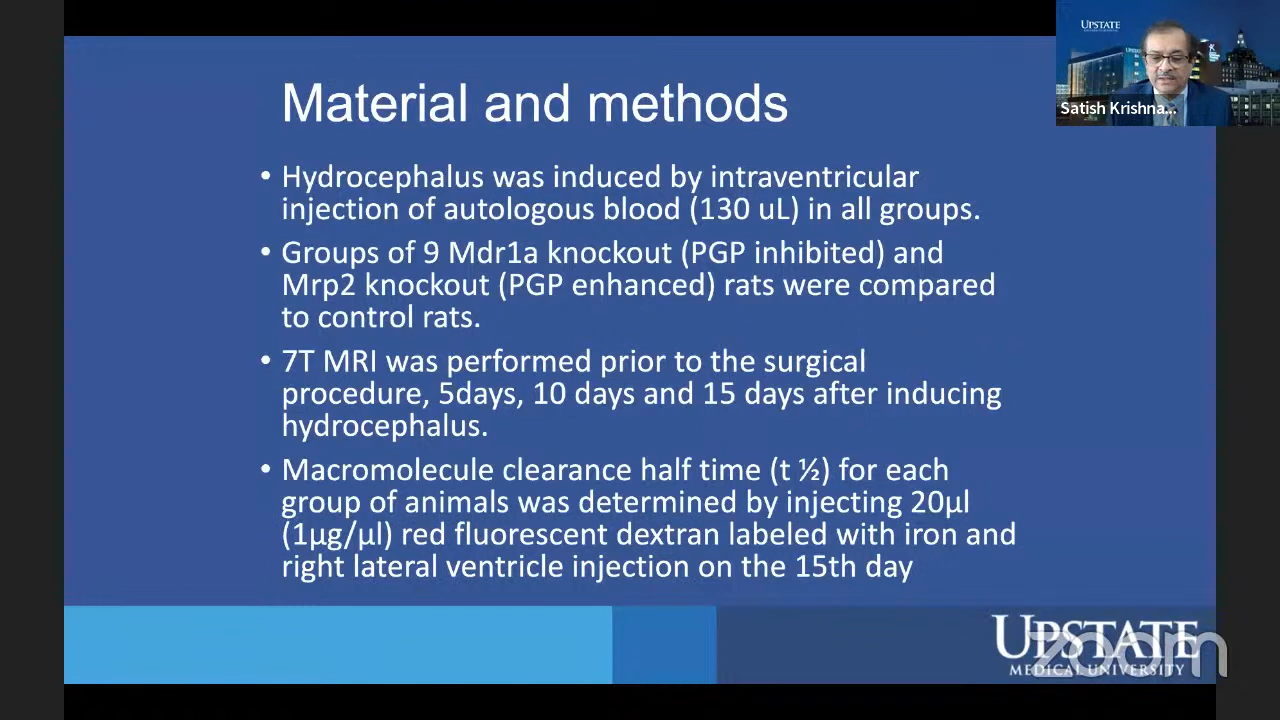 UPSTATE
Satish Krishna...
Material and methods
• Hydrocephalus was induced by intraventricular
injection of autologous blood (130 uL) in all groups.
• Groups of 9 Mdr1a knockout (PGP inhibited) and
Mrp2 knockout (PGP enhanced) rats were compared
to control rats.
• 7T MRI was performed prior to the surgical
procedure, 5days, 10 days and 15 days after inducing
hydrocephalus.
• Macromolecule clearance half time (t ½) for each
group of animals was determined by injecting 20µl
(1µg/µl) red fluorescent dextran labeled with iron and
right lateral ventricle injection on the 15th day
UPSTATE
MEDICAL UNIVERSITY
zoom